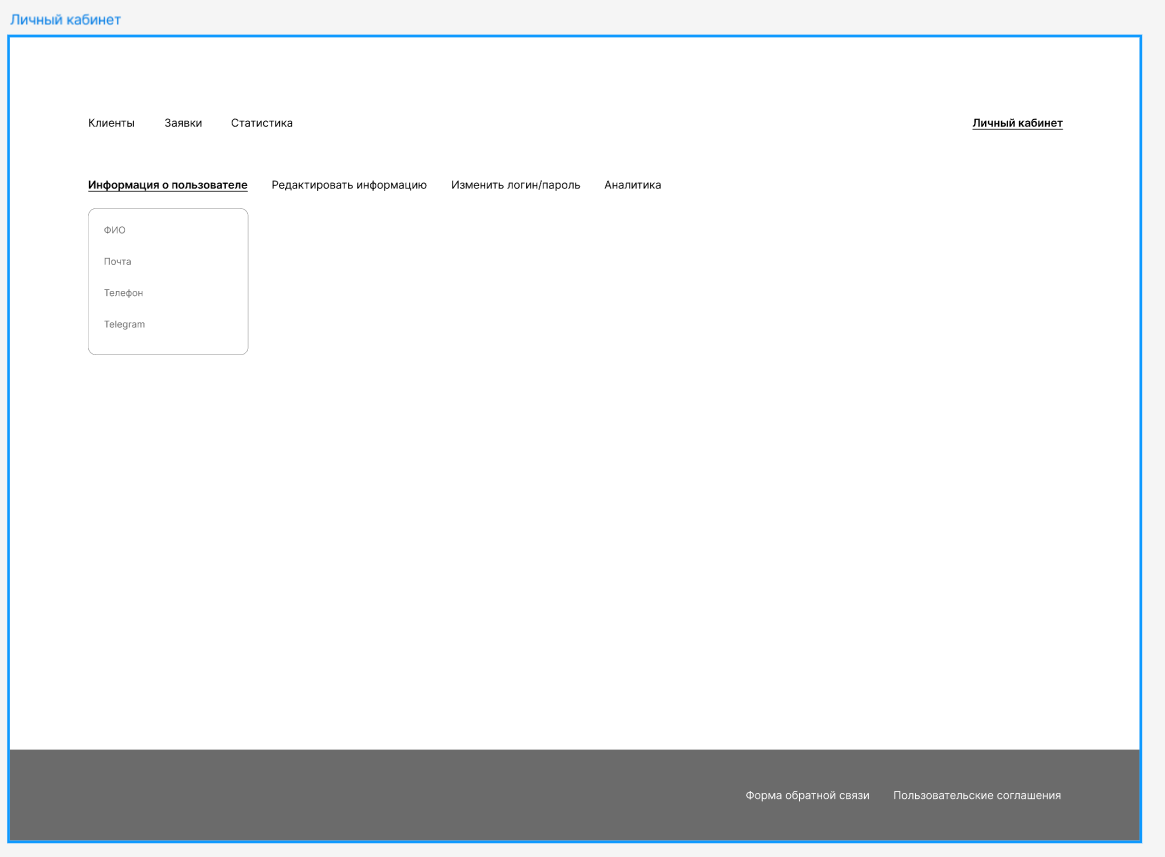 Личный кабинет
Клиенты Заявки Статистика Личный кабинет
Информация о пользователе Редактировать информацию Изменить логин/пароль Аналитика
ФИО
Почта
Телефон
Telegram
Форма обратной связи Пользовательские соглашения